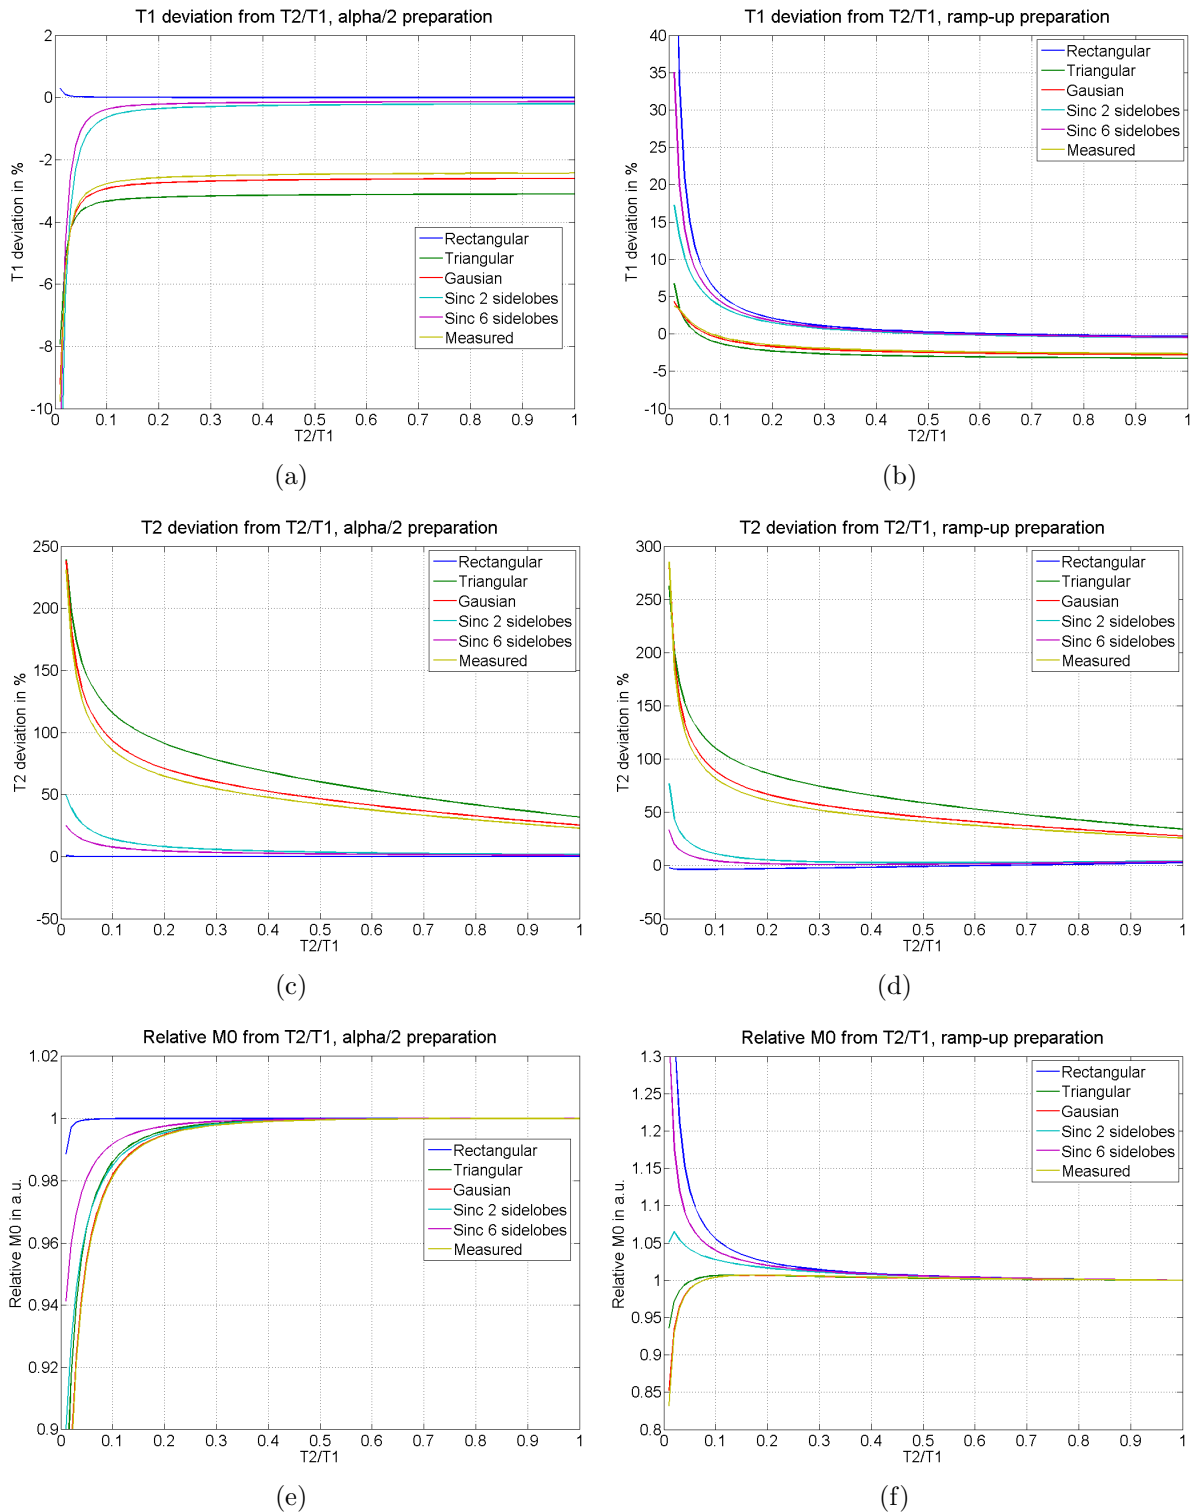 T1 deviation from T2/T1, alpha/2 preparation
2
0
-2
-4
-6
-8
-10
T1 deviation in %
Rectangular
Triangular
Gausian
Sinc 2 sidelobes
Sinc 6 sidelobes
Measured
0 0.1 0.2 0.3 0.4 0.5 0.6 0.7 0.8 0.9 1
T2/T1
(a)
T1 deviation from T2/T1, ramp-up preparation
40
35
30
25
20
15
10
5
0
-5
-10
T1 deviation in %
Rectangular
Triangular
Gausian
Sinc 2 sidelobes
Sinc 6 sidelobes
Measured
0 0.1 0.2 0.3 0.4 0.5 0.6 0.7 0.8 0.9 1
T2/T1
(b)
T2 deviation from T2/T1, alpha/2 preparation
250
200
150
100
50
0
-50
T2 deviation in %
Rectangular
Triangular
Gausian
Sinc 2 sidelobes
Sinc 6 sidelobes
Measured
0 0.1 0.2 0.3 0.4 0.5 0.6 0.7 0.8 0.9 1
T2/T1
(c)
T2 deviation from T2/T1, ramp-up preparation
300
250
200
150
100
50
0
-50
T2 deviation in %
Rectangular
Triangular
Gausian
Sinc 2 sidelobes
Sinc 6 sidelobes
Measured
0 0.1 0.2 0.3 0.4 0.5 0.6 0.7 0.8 0.9 1
T2/T1
(d)
Relative M0 from T2/T1, alpha/2 preparation
1.02
1
0.98
0.96
0.94
0.92
0.9
Relative M0 in a.u.
Rectangular
Triangular
Gausian
Sinc 2 sidelobes
Sinc 6 sidelobes
Measured
0 0.1 0.2 0.3 0.4 0.5 0.6 0.7 0.8 0.9 1
T2/T1
(e)
Relative M0 from T2/T1, ramp-up preparation
1.3
1.25
1.2
1.15
1.1
1.05
1
0.95
0.9
0.85
0.8
Relative M0 in a.u.
Rectangular
Triangular
Gausian
Sinc 2 sidelobes
Sinc 6 sidelobes
Measured
0 0.1 0.2 0.3 0.4 0.5 0.6 0.7 0.8 0.9 1
T2/T1
(f)